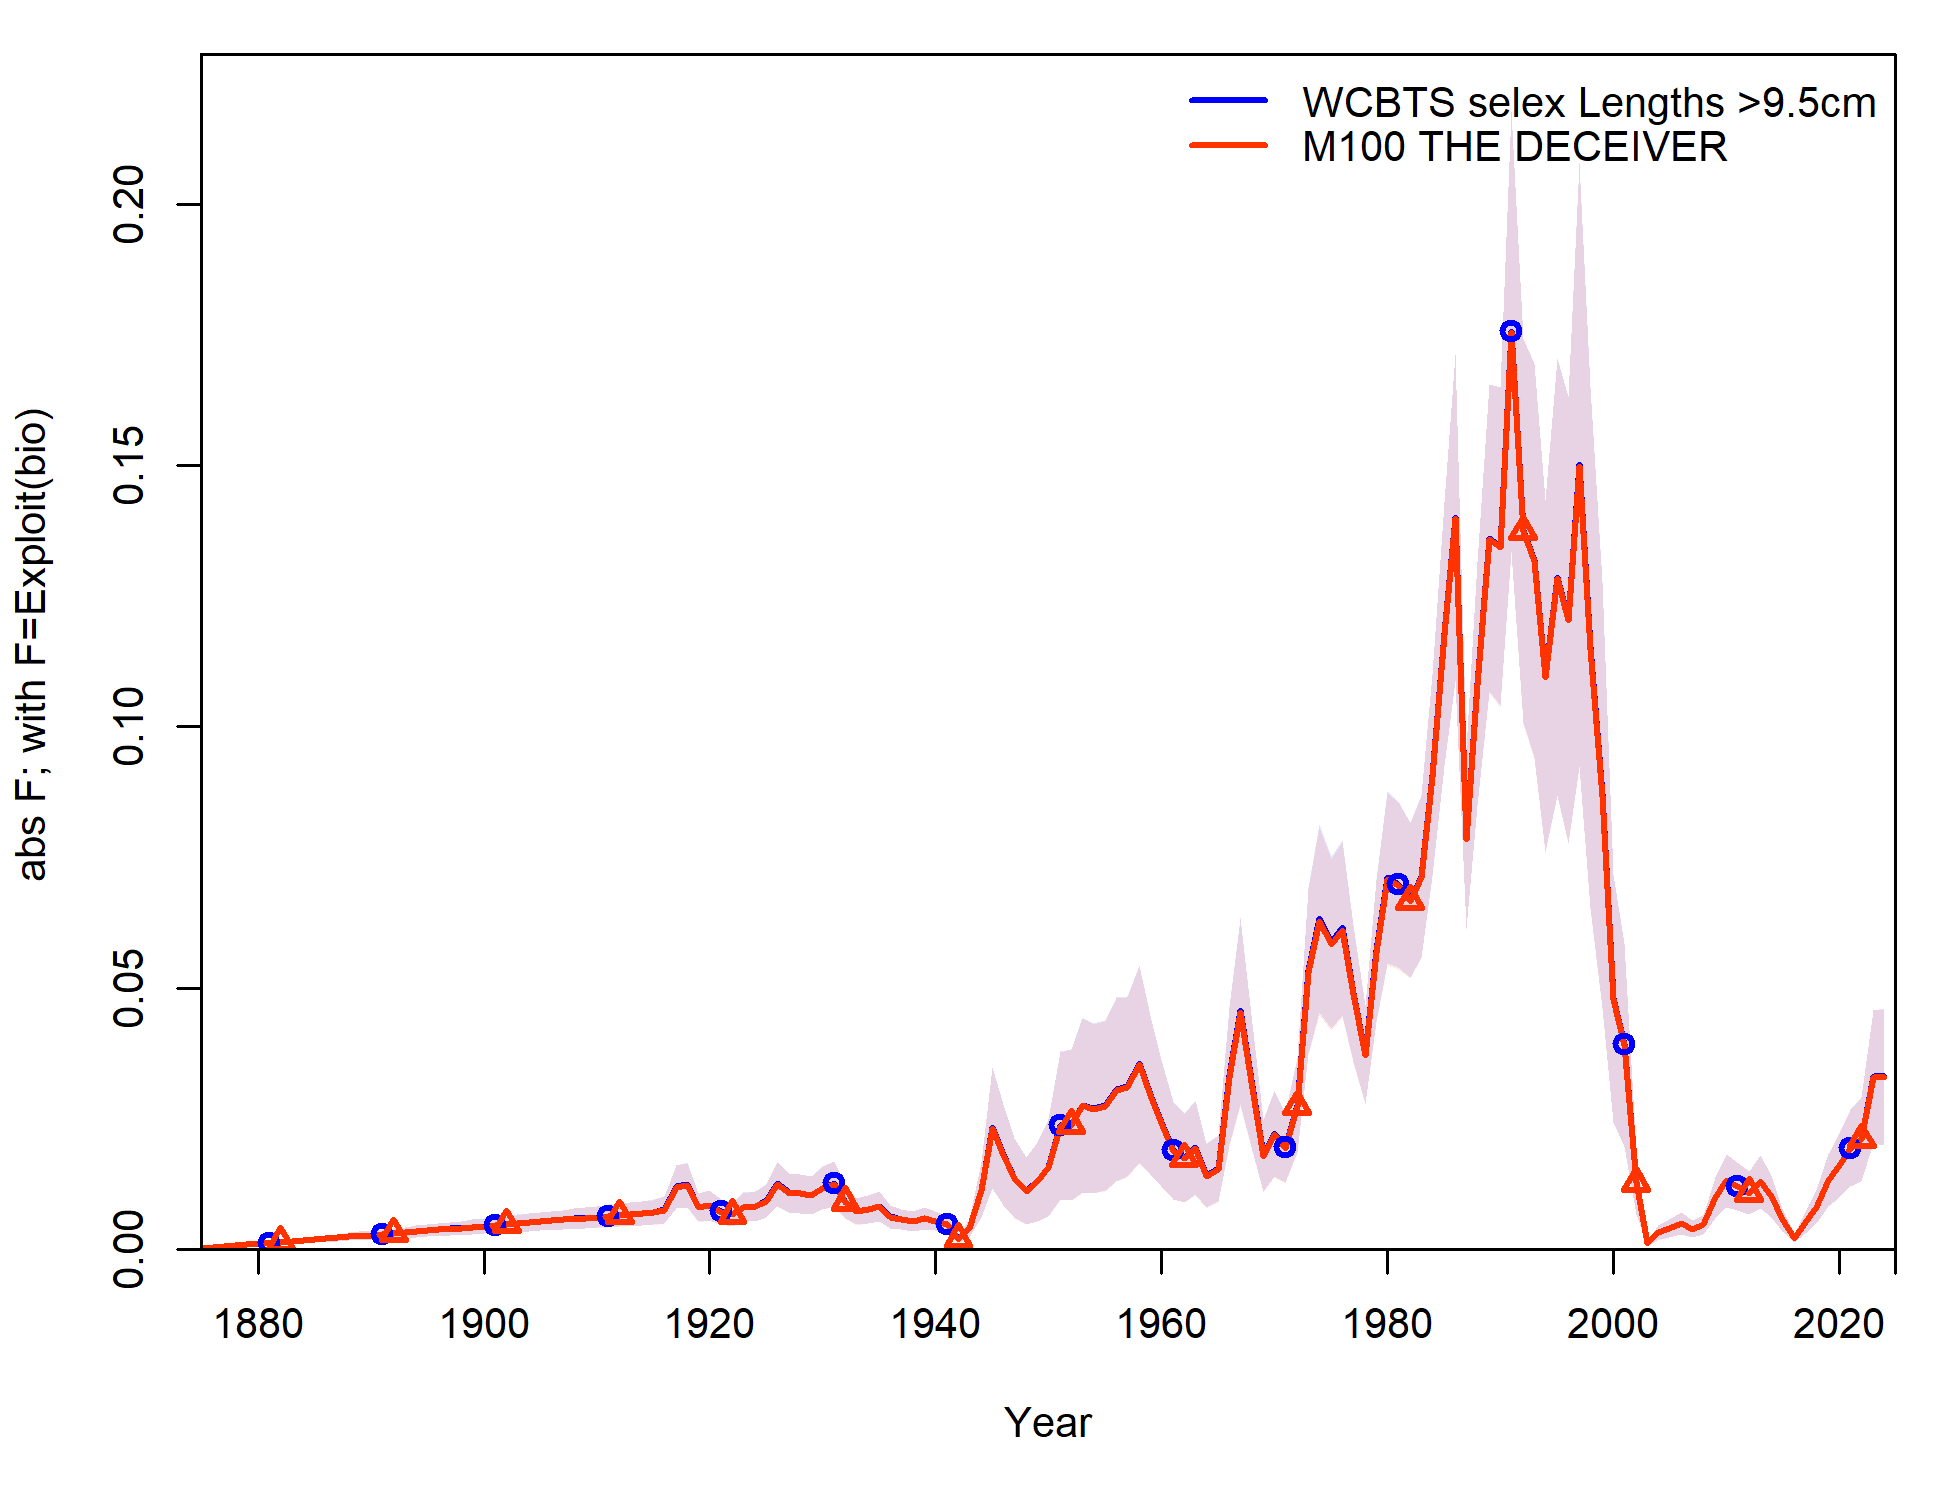 WCBTS selex Lengths >9.5cm
M100 THE DECEIVER
abs F; with F=Exploit(bio)
0.20
0.15
0.10
0.05
0.00
1880 1900 1920 1940 1960 1980 2000 2020
Year